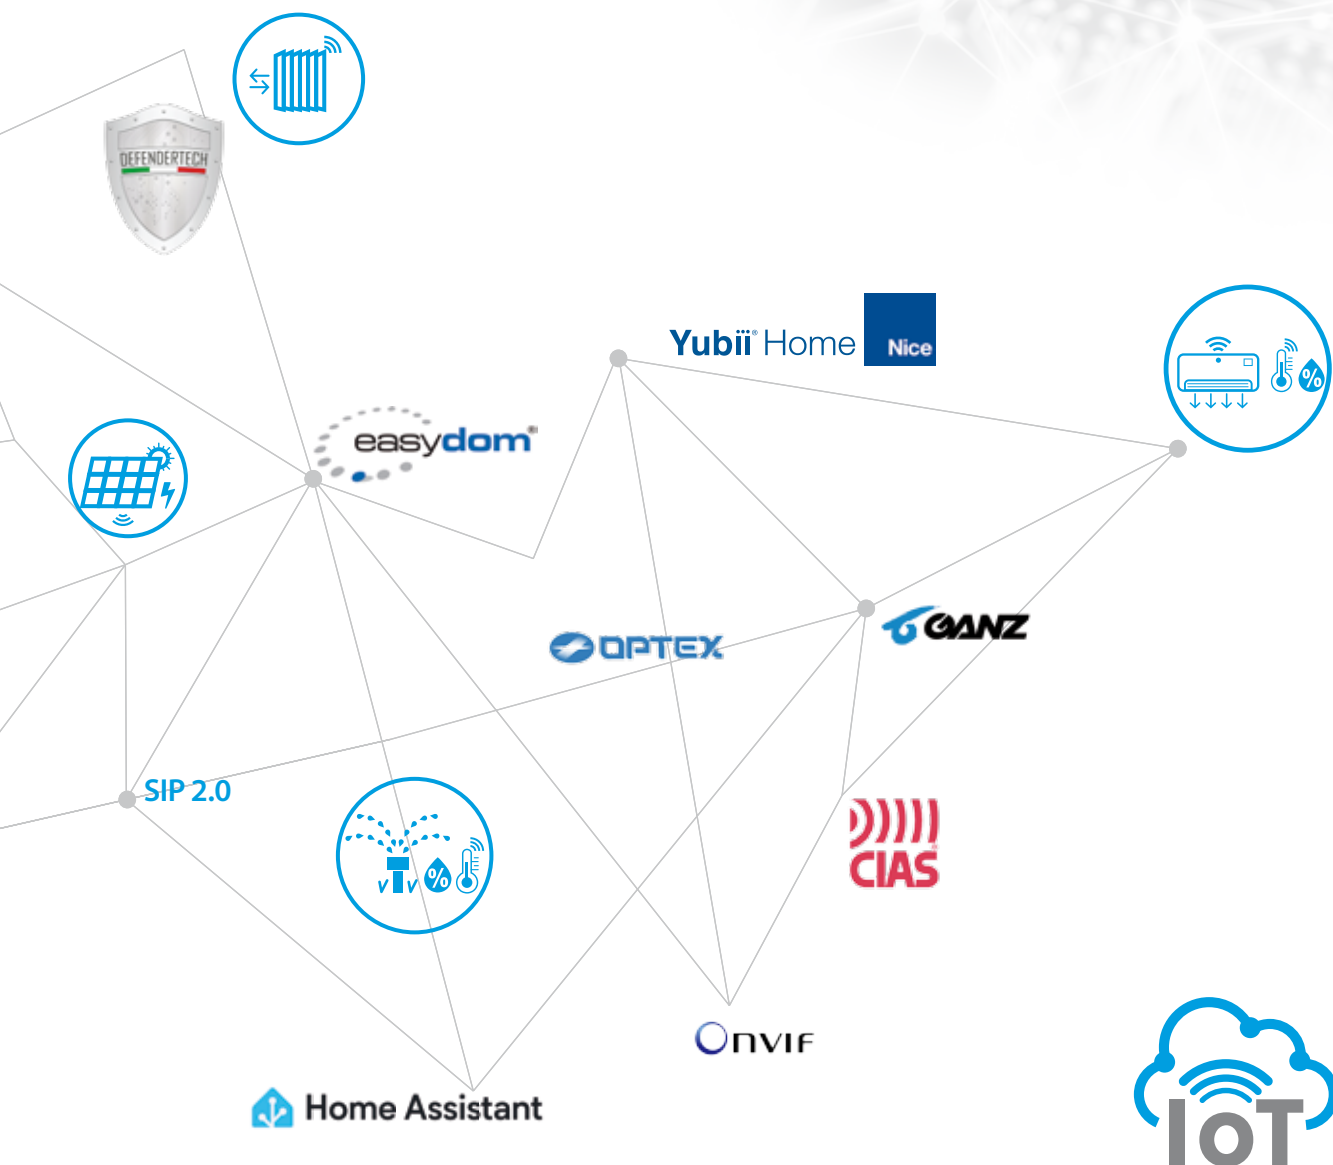 DEFENDERTECH
Yubii® Home
Nice
easydom®
%
OPTEX
GANZ
SIP 2.0
%
CIAS
Onvif
Home Assistant
IoT